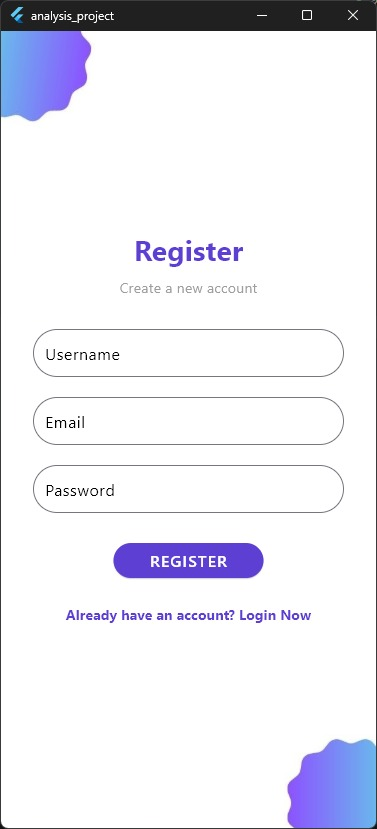 analysis_project
Register
Create a new account
Username
Email
Password
REGISTER
Already have an account? Login Now